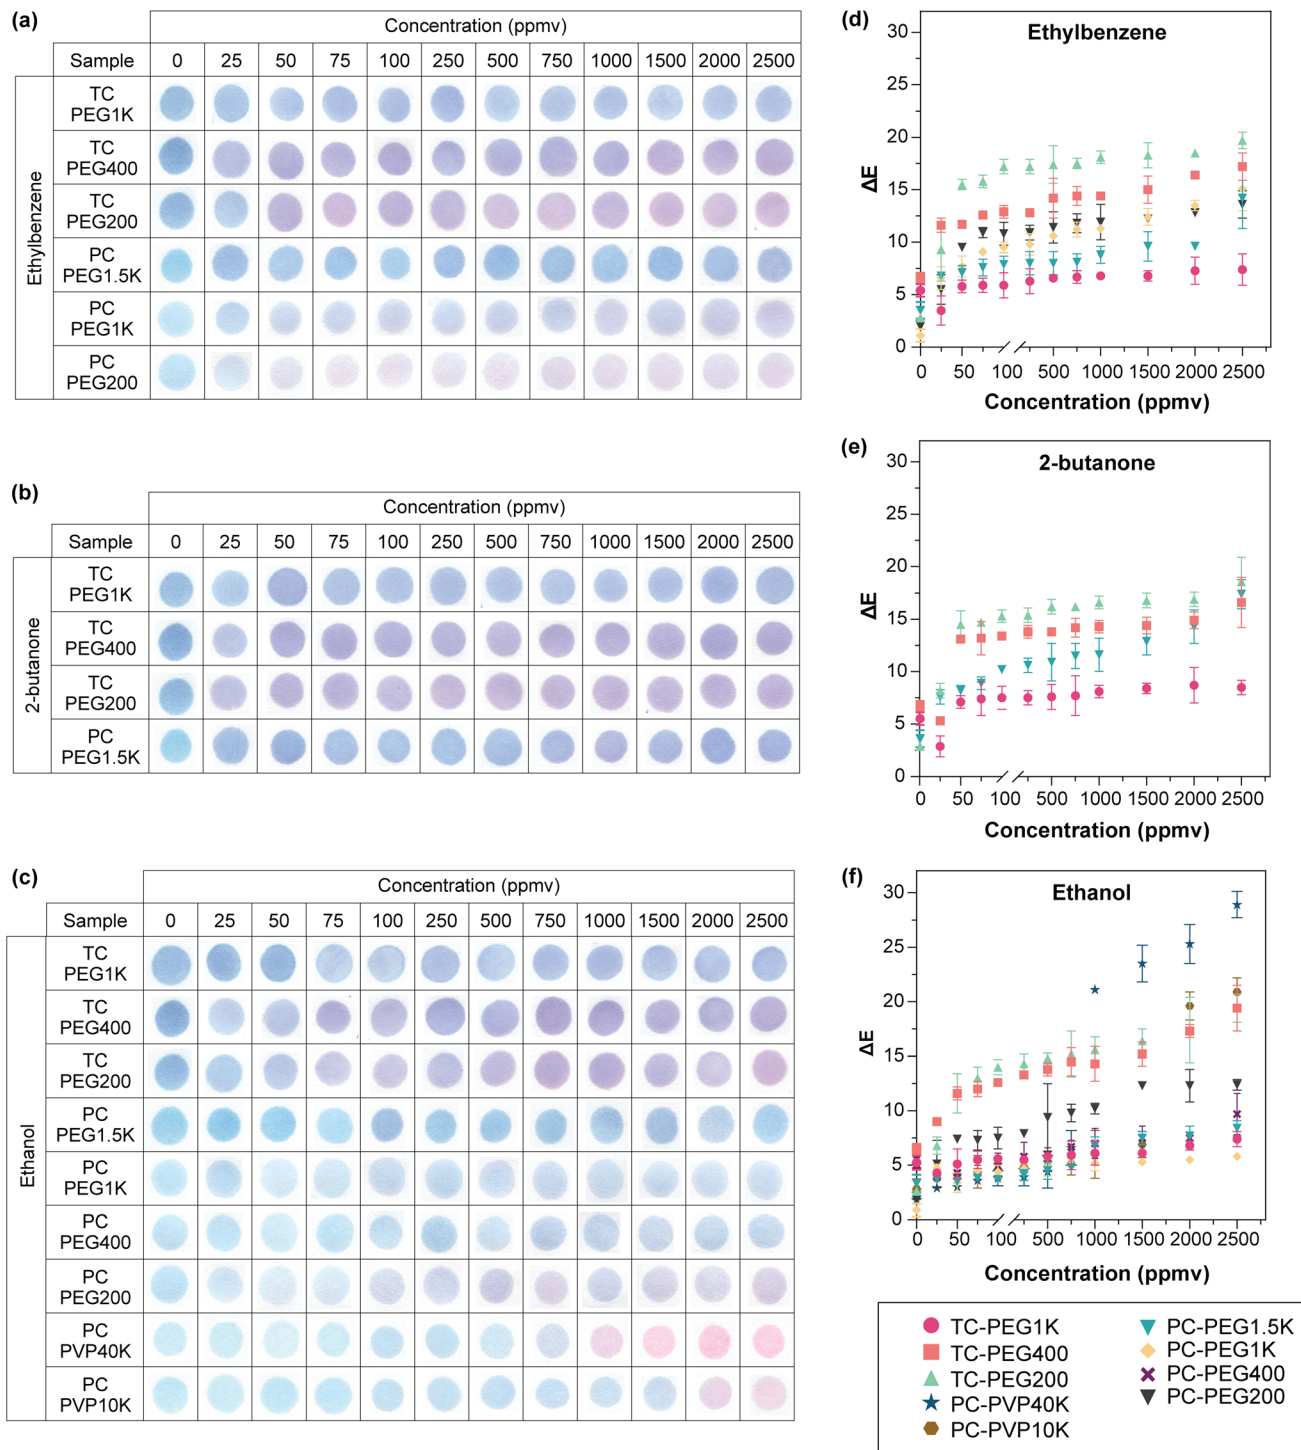 (a)
Concentration (ppmv)
Sample 0 25 50 75 100 250 500 750 1000 1500 2000 2500
Ethylbenzene
TC
PEG1K
TC
PEG400
TC
PEG200
PC
PEG1.5K
PC
PEG1K
PC
PEG200
(b)
Concentration (ppmv)
Sample 0 25 50 75 100 250 500 750 1000 1500 2000 2500
2-butanone
TC
PEG1K
TC
PEG400
TC
PEG200
PC
PEG1.5K
(c)
Concentration (ppmv)
Sample 0 25 50 75 100 250 500 750 1000 1500 2000 2500
Ethanol
TC
PEG1K
TC
PEG400
TC
PEG200
PC
PEG1.5K
PC
PEG1K
PC
PEG400
PC
PEG200
PC
PVP40K
PC
PVP10K
(d)
Ethylbenzene
30
25
20
15
10
5
0
ΔE
0 50 100 500 1000 1500 2000 2500
Concentration (ppmv)
(e)
2-butanone
30
25
20
15
10
5
0
ΔE
0 50 100 500 1000 1500 2000 2500
Concentration (ppmv)
(f)
Ethanol
30
25
20
15
10
5
0
ΔE
0 50 100 500 1000 1500 2000 2500
Concentration (ppmv)
TC-PEG1K
TC-PEG400
TC-PEG200
PC-PVP40K
PC-PVP10K
PC-PEG1.5K
PC-PEG1K
PC-PEG400
PC-PEG200